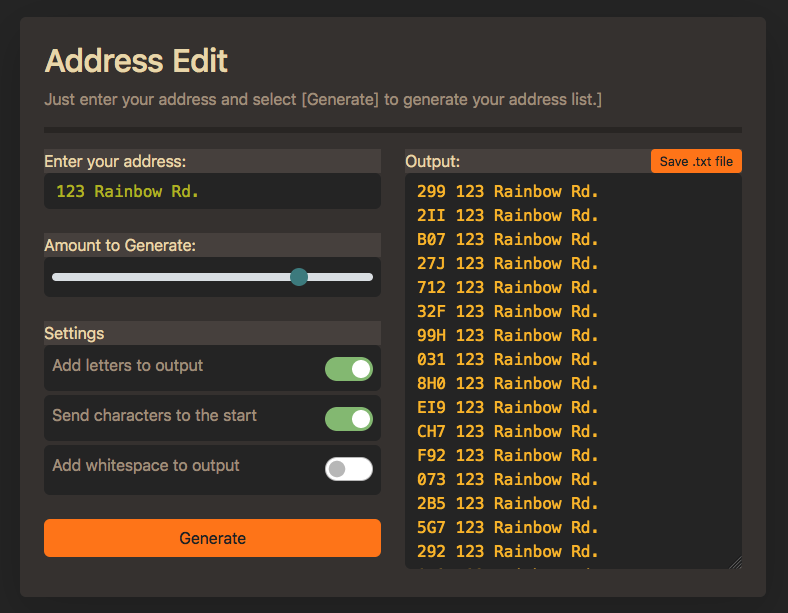 Address Edit
Just enter your address and select [Generate] to generate your address list.]
Enter your address:
123 Rainbow Rd.
Amount to Generate:
Settings
Add letters to output
Send characters to the start
Add whitespace to output
Generate
Output:
Save .txt file
299 123 Rainbow Rd.
2II 123 Rainbow Rd.
B07 123 Rainbow Rd.
27J 123 Rainbow Rd.
712 123 Rainbow Rd.
32F 123 Rainbow Rd.
99H 123 Rainbow Rd.
031 123 Rainbow Rd.
8H0 123 Rainbow Rd.
EI9 123 Rainbow Rd.
CH7 123 Rainbow Rd.
F92 123 Rainbow Rd.
073 123 Rainbow Rd.
2B5 123 Rainbow Rd.
5G7 123 Rainbow Rd.
292 123 Rainbow Rd.